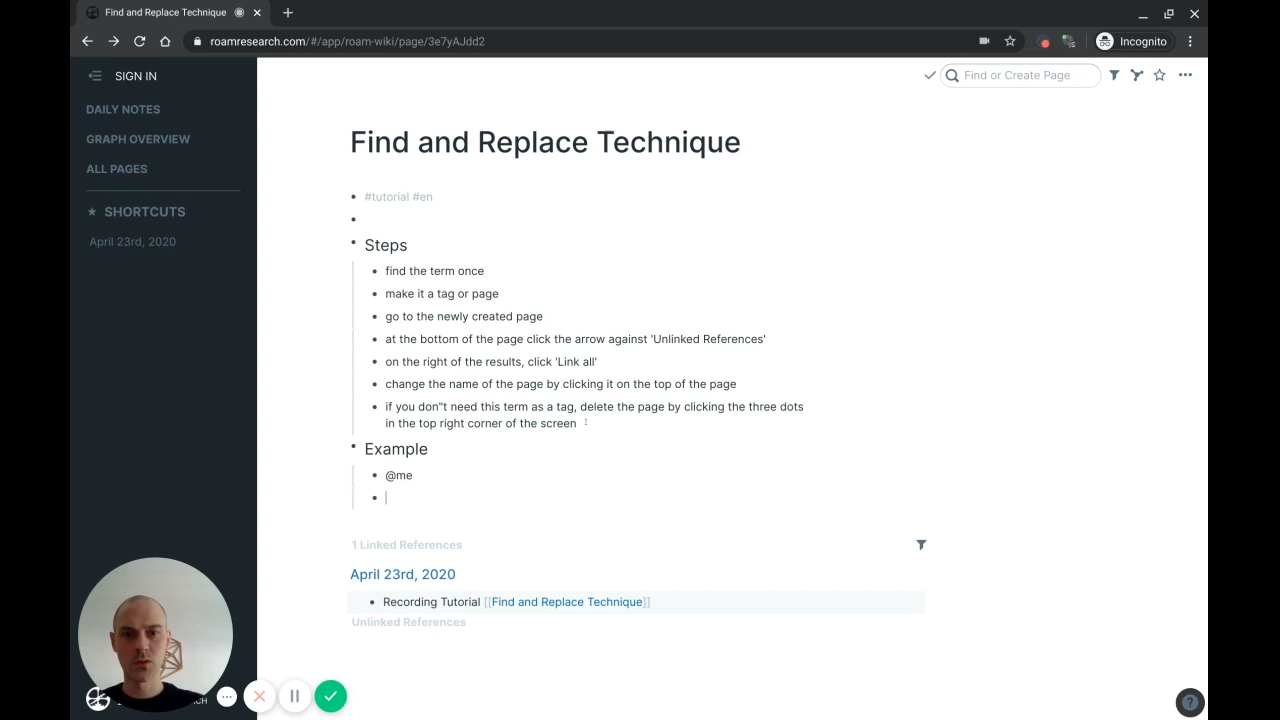 Find and Replace Technique
roamresearch.com/#/app/roam-wiki/page/3e7yAJdd2
Incognito
SIGN IN
Find or Create Page
DAILY NOTES
GRAPH OVERVIEW
ALL PAGES
SHORTCUTS
April 23rd, 2020
Find and Replace Technique
#tutorial #en
Steps
find the term once
make it a tag or page
go to the newly created page
at the bottom of the page click the arrow against 'Unlinked References'
on the right of the results, click 'Link all'
change the name of the page by clicking it on the top of the page
if you don"t need this term as a tag, delete the page by clicking the three dots
in the top right corner of the screen
Example
@me
1 Linked References
April 23rd, 2020
Recording Tutorial [[Find and Replace Technique]]
Unlinked References